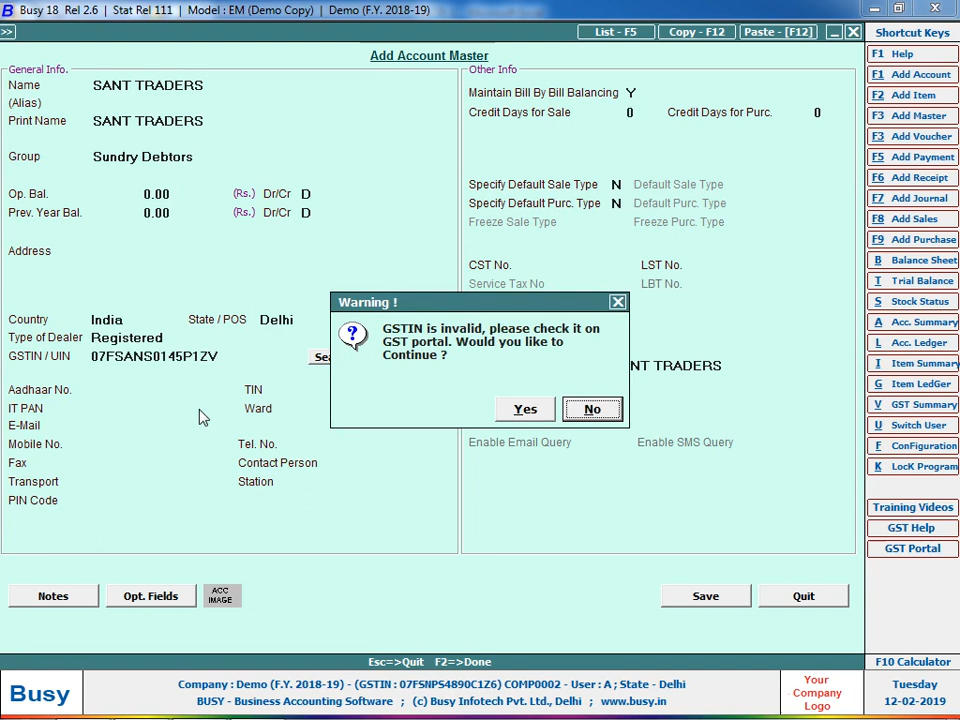 B Busy 18 Rel 2.6 | Stat Rel 111 | Model : EM (Demo Copy) | Demo (F.Y. 2018-19)
>> List - F5 Copy - F12 Paste - [F12]
Shortcut Keys
Add Account Master
General Info.
Name SANT TRADERS
(Alias)
Print Name SANT TRADERS
Group Sundry Debtors
Op. Bal. 0.00 (Rs.) Dr/Cr D
Prev. Year Bal. 0.00 (Rs.) Dr/Cr D
Address
Country India State / POS Delhi
Type of Dealer Registered
GSTIN / UIN 07FSANS0145P1ZV
Aadhaar No. TIN
IT PAN Ward
E-Mail
Mobile No. Tel. No.
Fax Contact Person
Transport Station
PIN Code
Other Info
Maintain Bill By Bill Balancing Y
Credit Days for Sale 0 Credit Days for Purc. 0
Specify Default Sale Type N Default Sale Type
Specify Default Purc. Type N Default Purc. Type
Freeze Sale Type Freeze Purc. Type
CST No. LST No.
Service Tax No LBT No.
NT TRADERS
Enable Email Query Enable SMS Query
Warning !
GSTIN is invalid, please check it on
GST portal. Would you like to
Continue ?
Yes No
Notes Opt. Fields ACC
IMAGE
Save Quit
Esc=>Quit F2=>Done
F1 Help
F1 Add Account
F2 Add Item
F3 Add Master
F3 Add Voucher
F5 Add Payment
F6 Add Receipt
F7 Add Journal
F8 Add Sales
F9 Add Purchase
B Balance Sheet
T Trial Balance
S Stock Status
A Acc. Summary
L Acc. Ledger
I Item Summary
G Item LedGer
V GST Summary
U Switch User
F ConFiguration
K LocK Program
Training Videos
GST Help
GST Portal
F10 Calculator
Busy
Company : Demo (F.Y. 2018-19) - (GSTIN : 07FSNPS4890C1Z6) COMP0002 - User : A ; State - Delhi
BUSY - Business Accounting Software ; (c) Busy Infotech Pvt. Ltd., Delhi ; www.busy.in
Your
Company
Logo
Tuesday
12-02-2019